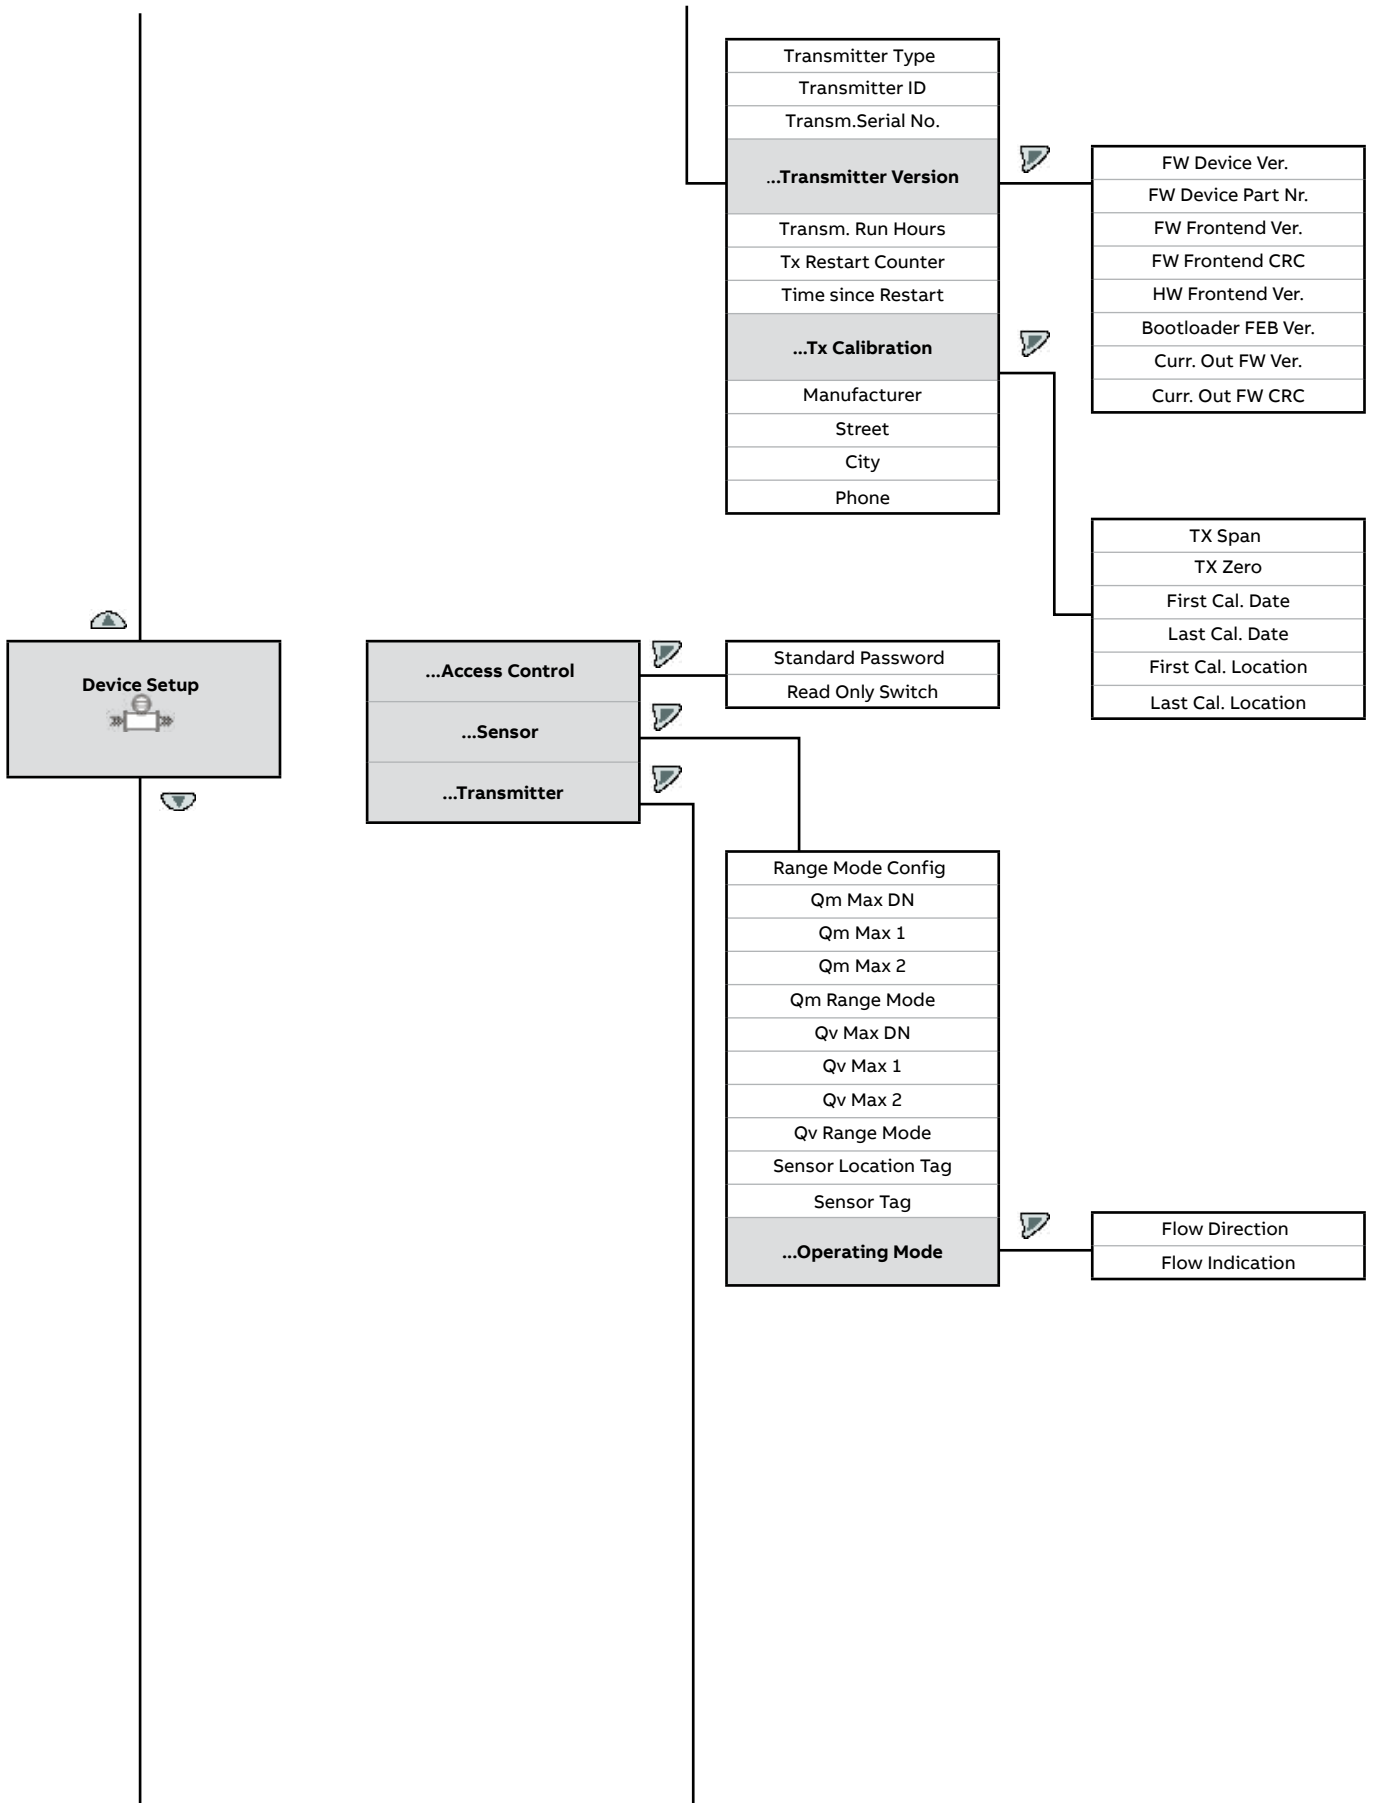 Transmitter Type
Transmitter ID
Transm.Serial No.
...Transmitter Version
Transm. Run Hours
Tx Restart Counter
Time since Restart
...Tx Calibration
Manufacturer
Street
City
Phone
FW Device Ver.
FW Device Part Nr.
FW Frontend Ver.
FW Frontend CRC
HW Frontend Ver.
Bootloader FEB Ver.
Curr. Out FW Ver.
Curr. Out FW CRC
TX Span
TX Zero
First Cal. Date
Last Cal. Date
First Cal. Location
Last Cal. Location
Device Setup
...Access Control
...Sensor
...Transmitter
Standard Password
Read Only Switch
Range Mode Config
Qm Max DN
Qm Max 1
Qm Max 2
Qm Range Mode
Qv Max DN
Qv Max 1
Qv Max 2
Qv Range Mode
Sensor Location Tag
Sensor Tag
...Operating Mode
Flow Direction
Flow Indication